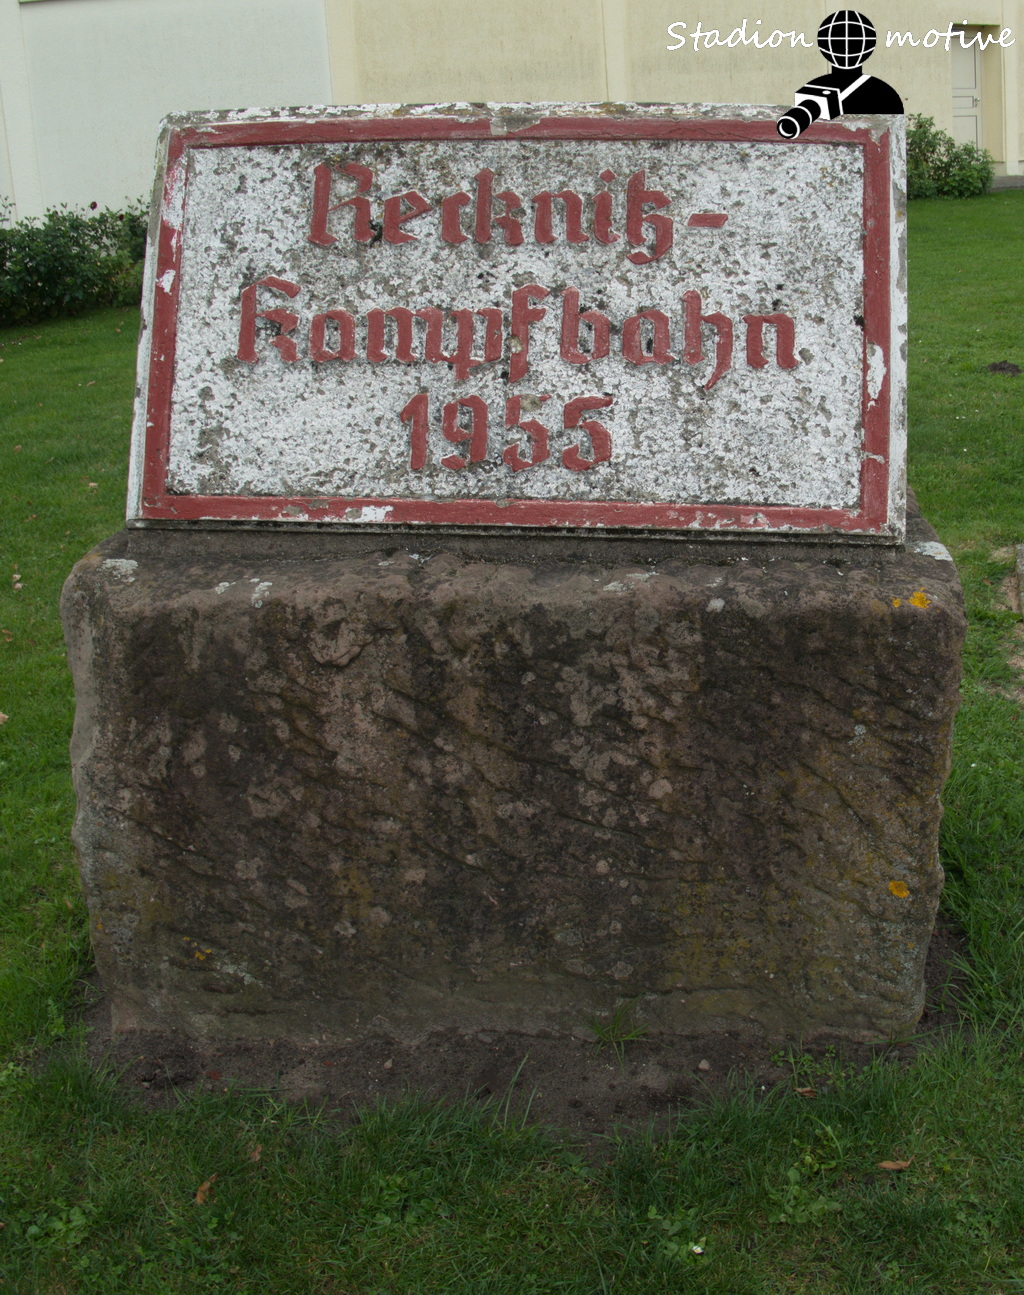 Stadion motive
Recknitz-
Kampfbahn
1955